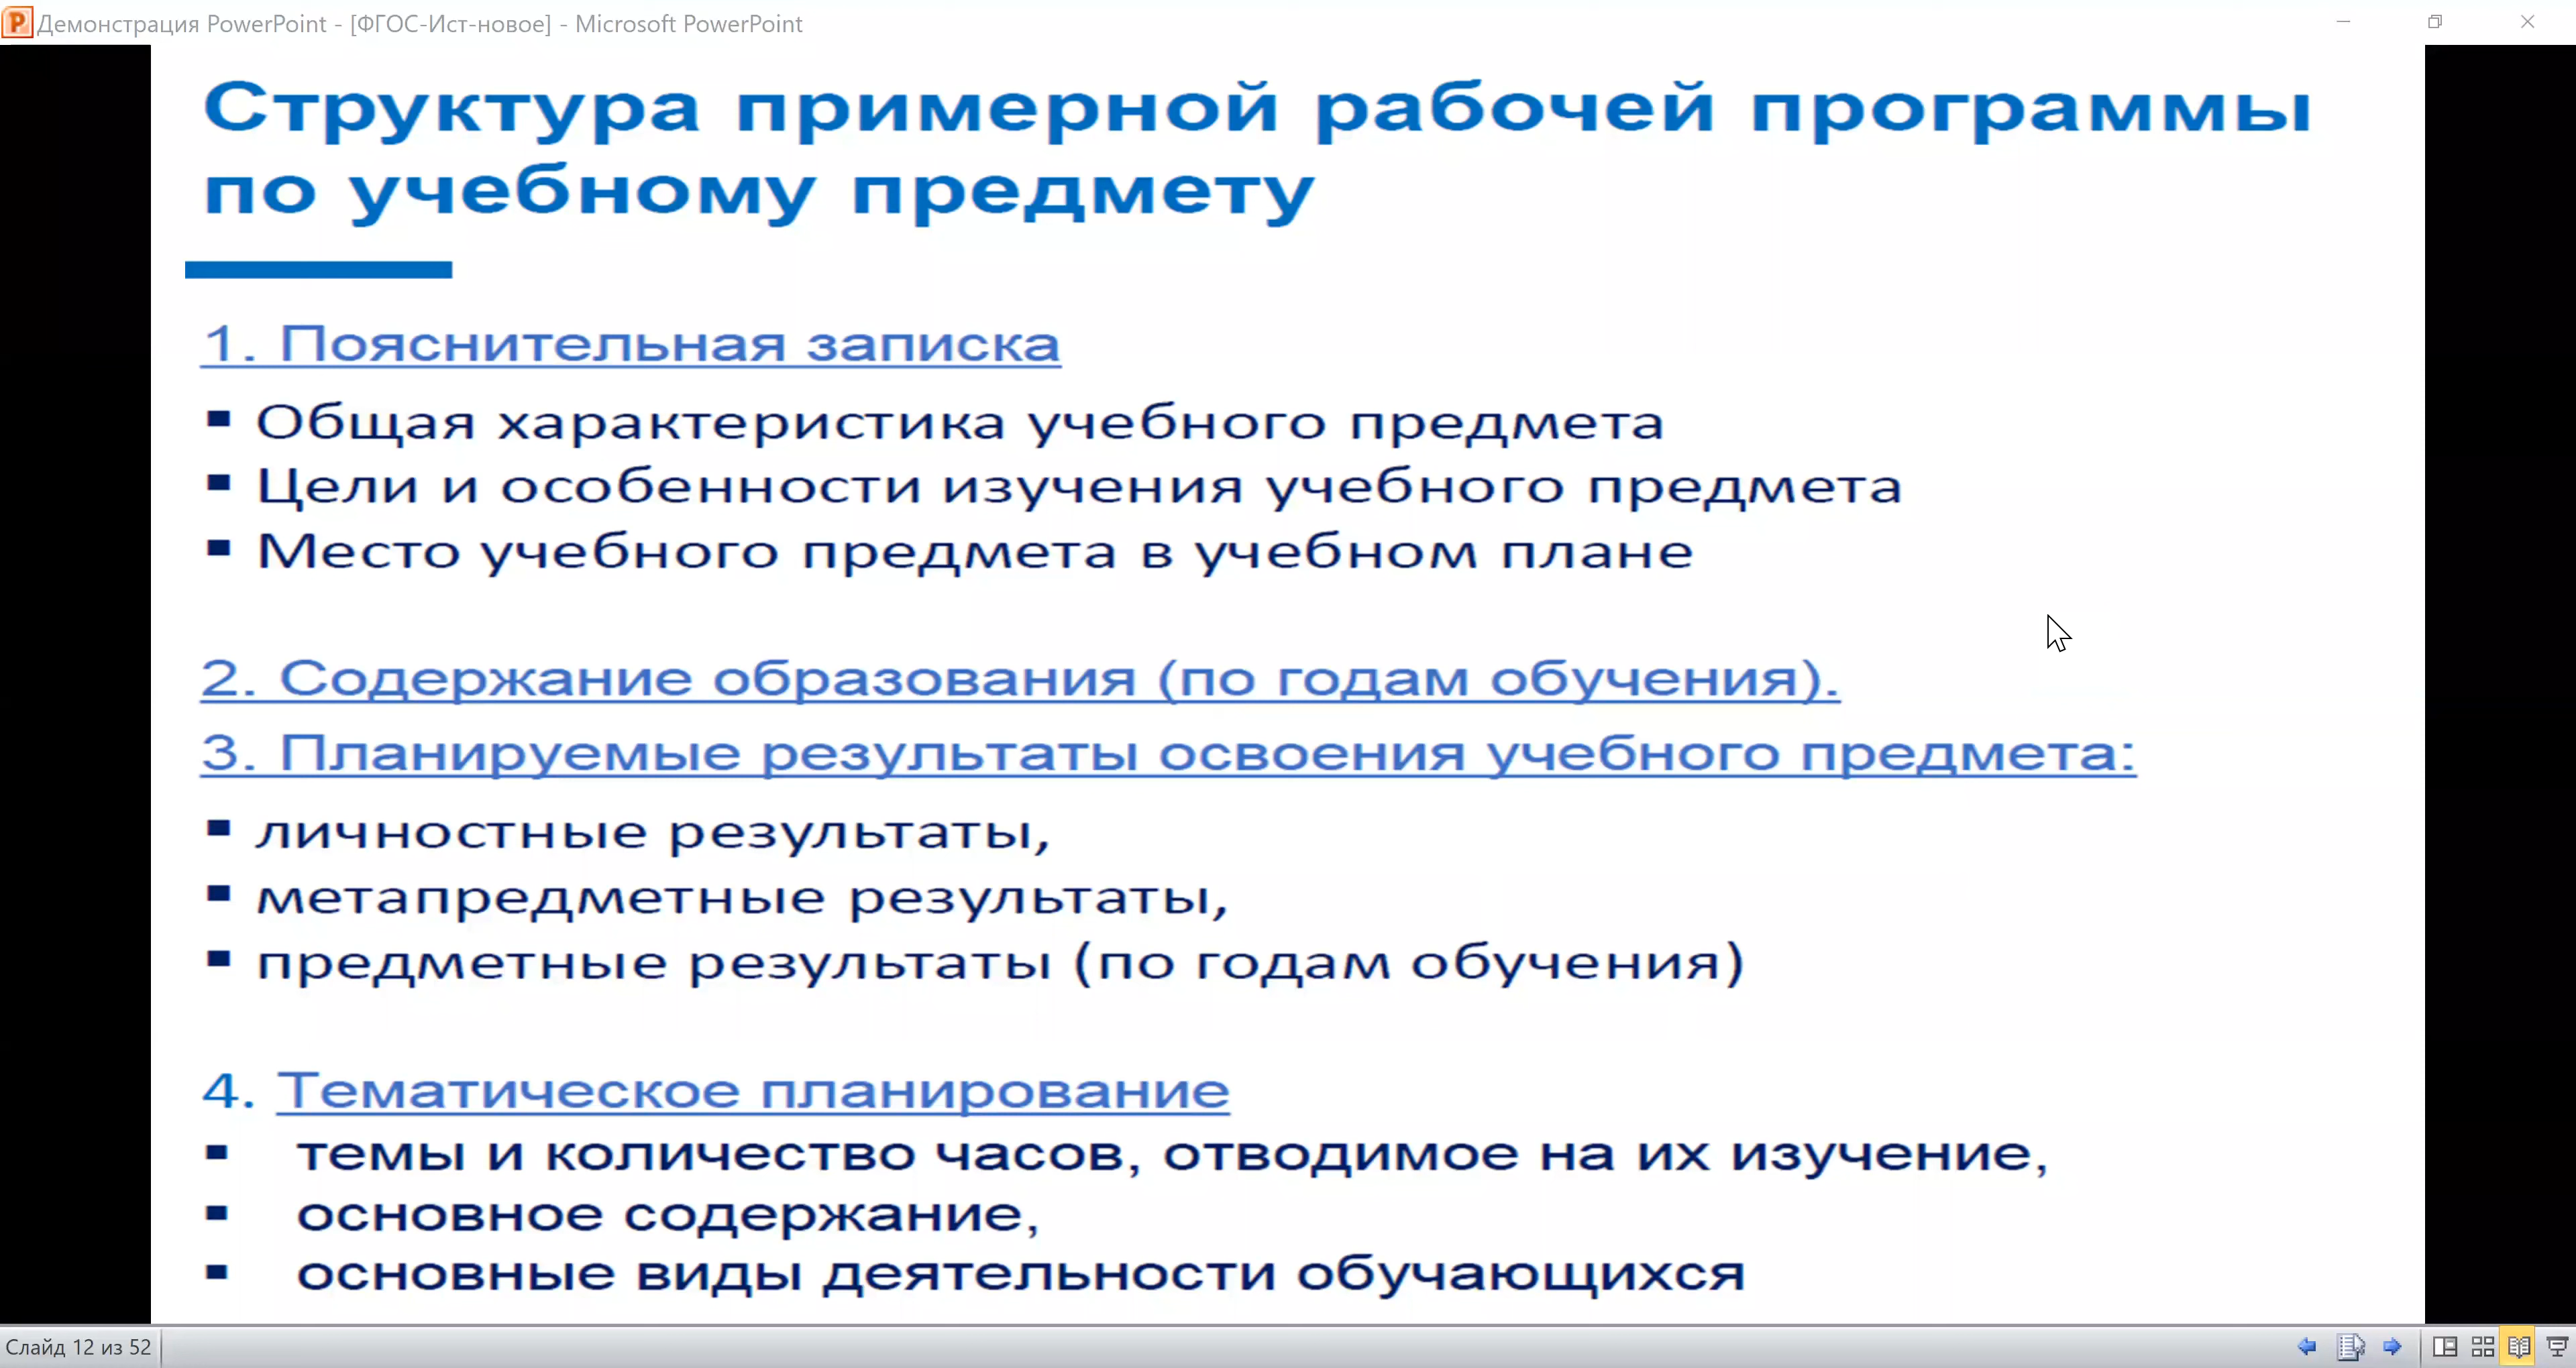 Демонстрация PowerPoint - [ФГОС-Ист-новое] - Microsoft PowerPoint
Структура примерной рабочей программы
по учебному предмету
1. Пояснительная записка
▪ Общая характеристика учебного предмета
▪ Цели и особенности изучения учебного предмета
▪ Место учебного предмета в учебном плане
2. Содержание образования (по годам обучения).
3. Планируемые результаты освоения учебного предмета:
▪ личностные результаты,
▪ метапредметные результаты,
▪ предметные результаты (по годам обучения)
4. Тематическое планирование
▪ темы и количество часов, отводимое на их изучение,
▪ основное содержание,
▪ основные виды деятельности обучающихся
Слайд 12 из 52